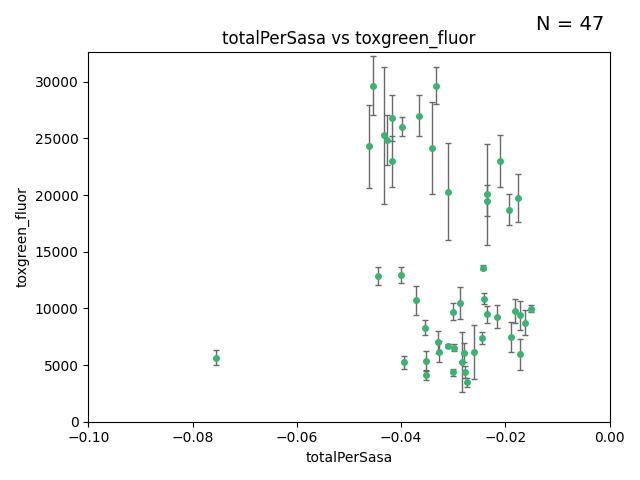 N = 47
totalPerSasa vs toxgreen_fluor
toxgreen_fluor
30000
25000
20000
15000
10000
5000
0
−0.10 −0.08 −0.06 −0.04 −0.02 0.00
totalPerSasa